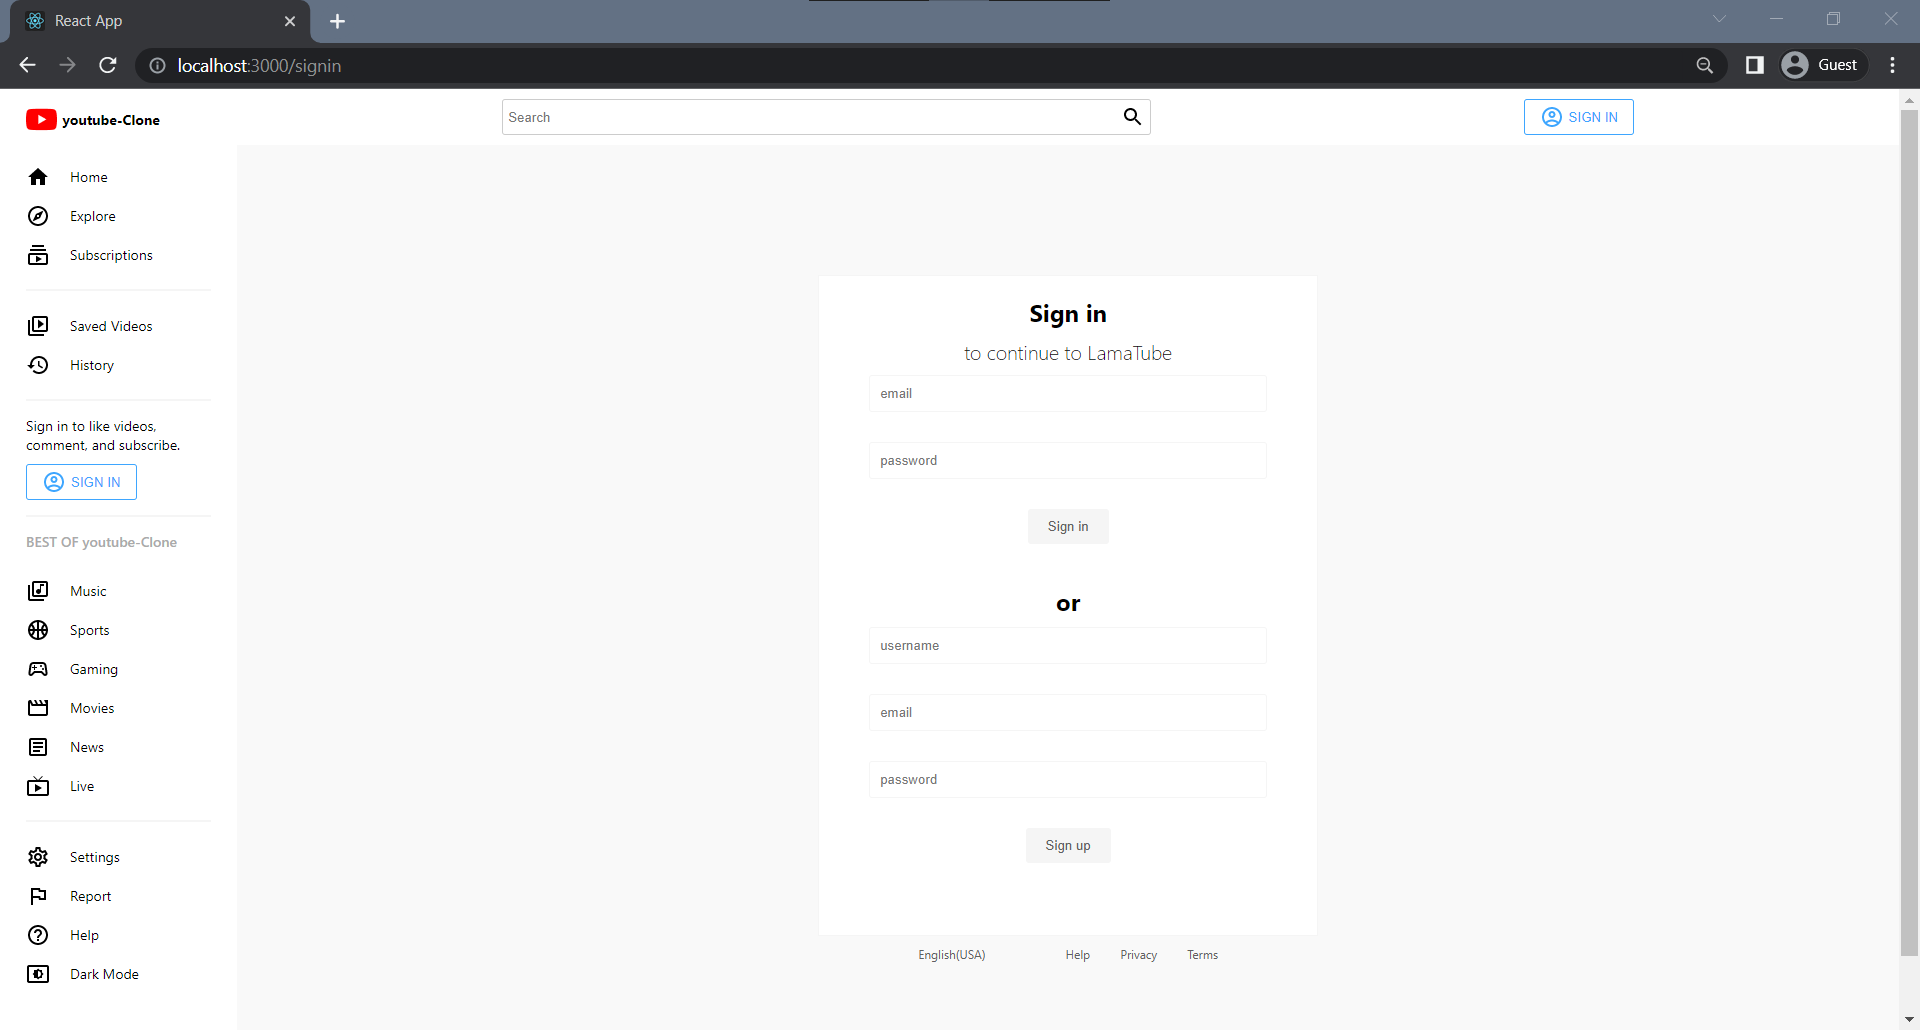 React App
localhost:3000/signin
Guest
youtube-Clone
Search
SIGN IN
Home
Explore
Subscriptions
Saved Videos
History
Sign in to like videos,
comment, and subscribe.
SIGN IN
BEST OF youtube-Clone
Music
Sports
Gaming
Movies
News
Live
Settings
Report
Help
Dark Mode
Sign in
to continue to LamaTube
email
password
Sign in
or
username
email
password
Sign up
English(USA) Help Privacy Terms